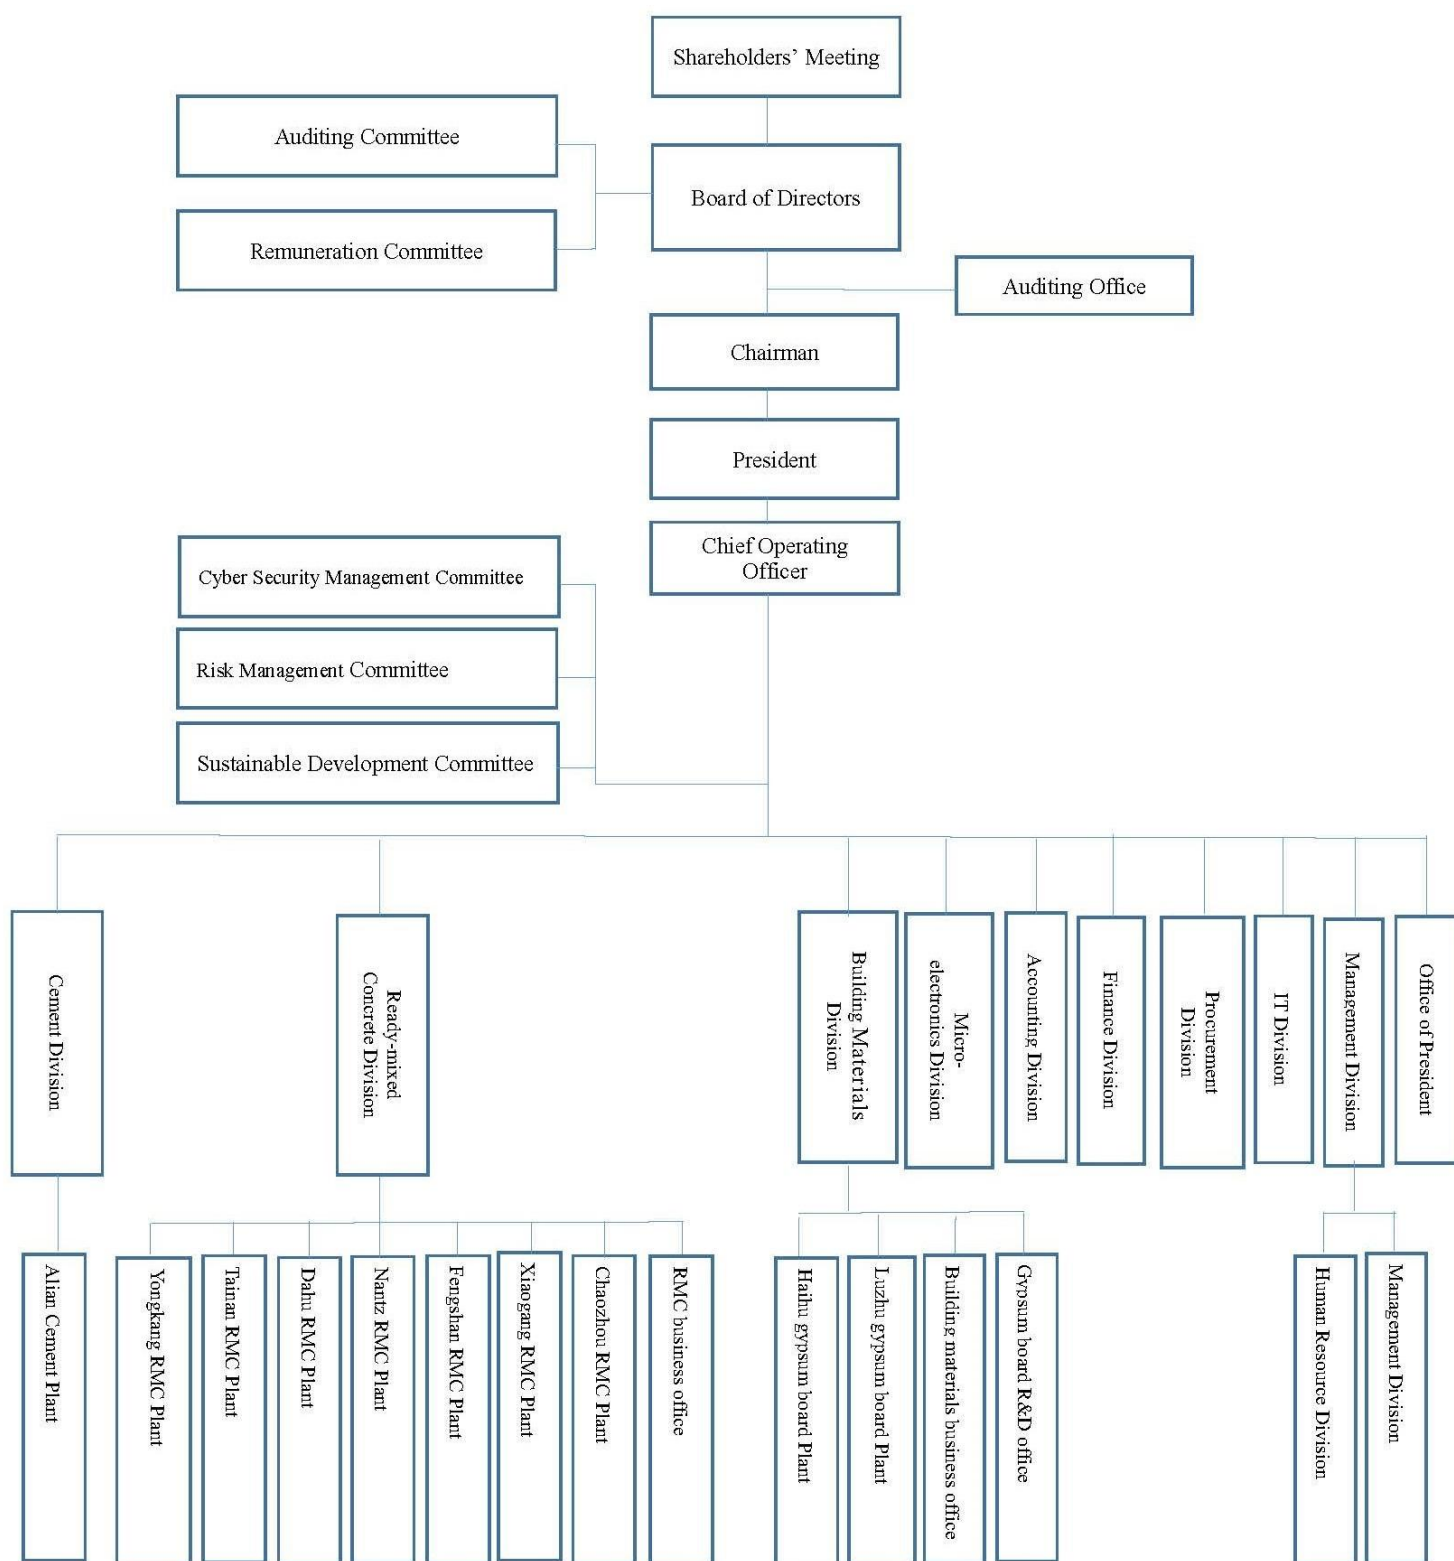 Shareholders’ Meeting
Auditing Committee
Board of Directors
Remuneration Committee
Auditing Office
Chairman
President
Chief Operating
Officer
Cyber Security Management Committee
Risk Management Committee
Sustainable Development Committee
Cement Division
Ready-mixed
Concrete Division
Building Materials
Division
Micro-
electronics Division
Accounting Division
Finance Division
Procurement
Division
IT Division
Management Division
Office of President
Alian Cement Plant
Yongkang RMC Plant
Tainan RMC Plant
Dahu RMC Plant
Nantz RMC Plant
Fengshan RMC Plant
Xiaogang RMC Plant
Chaozhou RMC Plant
RMC business office
Haihu gypsum board Plant
Luzhu gypsum board Plant
Building materials business office
Gypsum board R&D office
Human Resource Division
Management Division